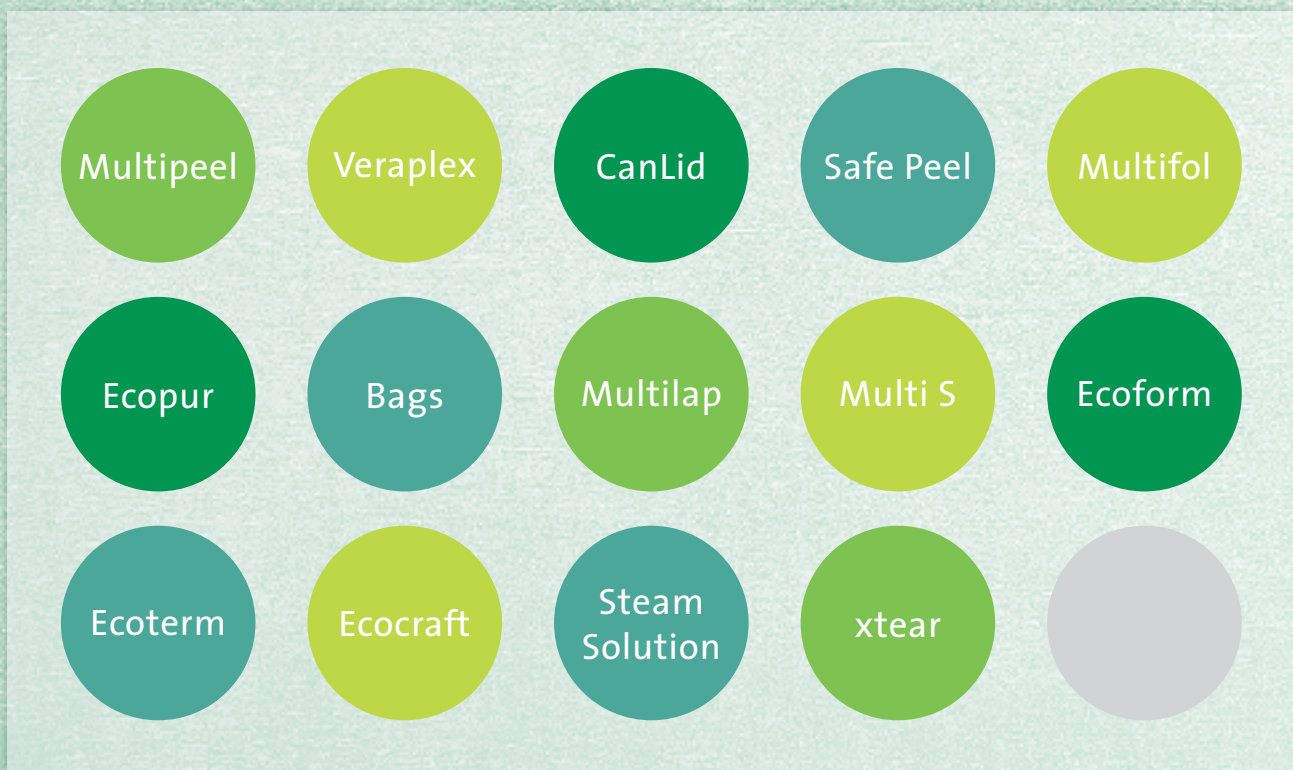 Multipeel
Veraplex
CanLid
Safe Peel
Multifol
Ecopur
Bags
Multilap
Multi S
Ecoform
Ecoterm
Ecocraft
Steam
Solution
xtear